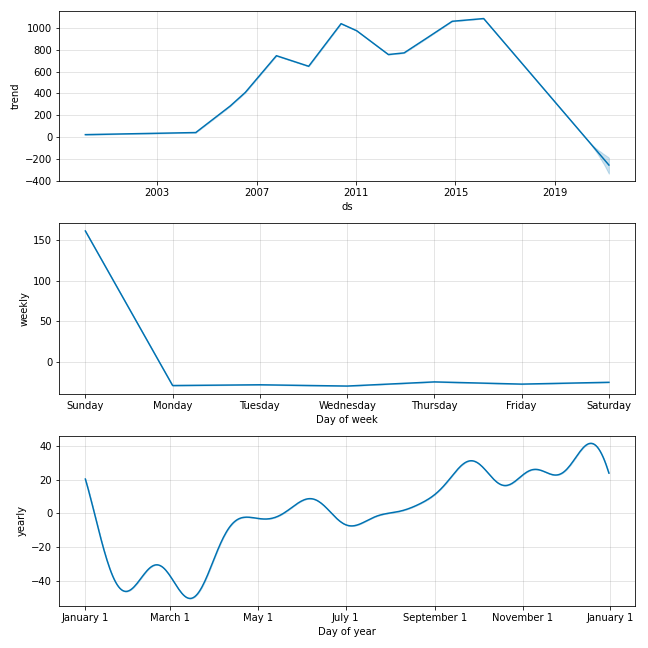 1000
800
600
400
200
0
−200
−400
trend
2003 2007 2011 2015 2019
ds
150
100
50
0
weekly
Sunday Monday Tuesday Wednesday Thursday Friday Saturday
Day of week
40
20
0
−20
−40
yearly
January 1 March 1 May 1 July 1 September 1 November 1 January 1
Day of year